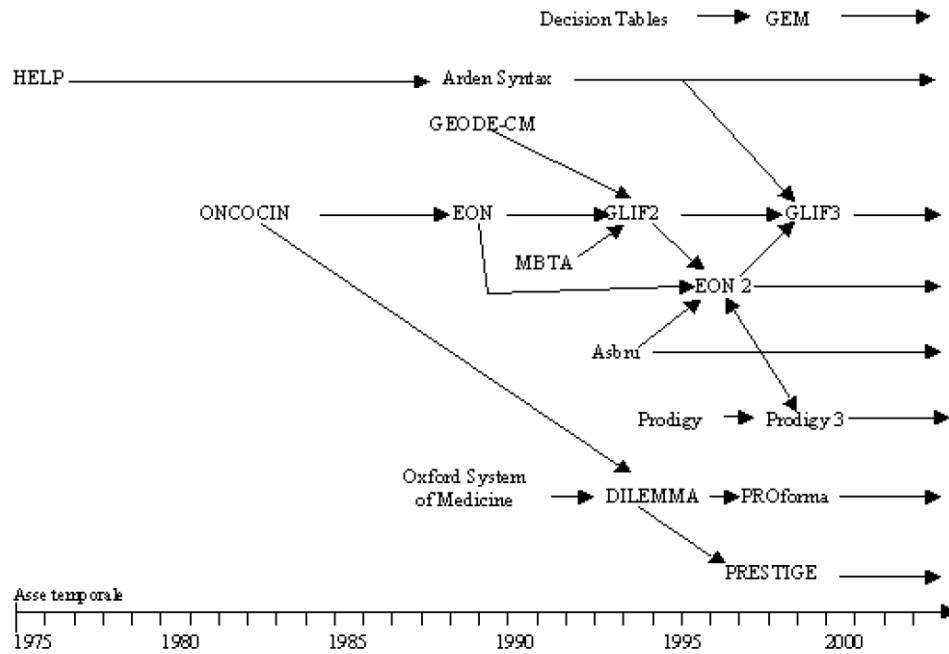 Decision Tables GEM
HELP Arden Syntax
GEODE-CM
ONCOCIN EON GLIF2 GLIF3
MBTA
EON 2
Asbru
Prodigy Prodigy 3
Oxford System
of Medicine DILEMMA PROforma
PRESTIGE
Asse temporale
1975 1980 1985 1990 1995 2000